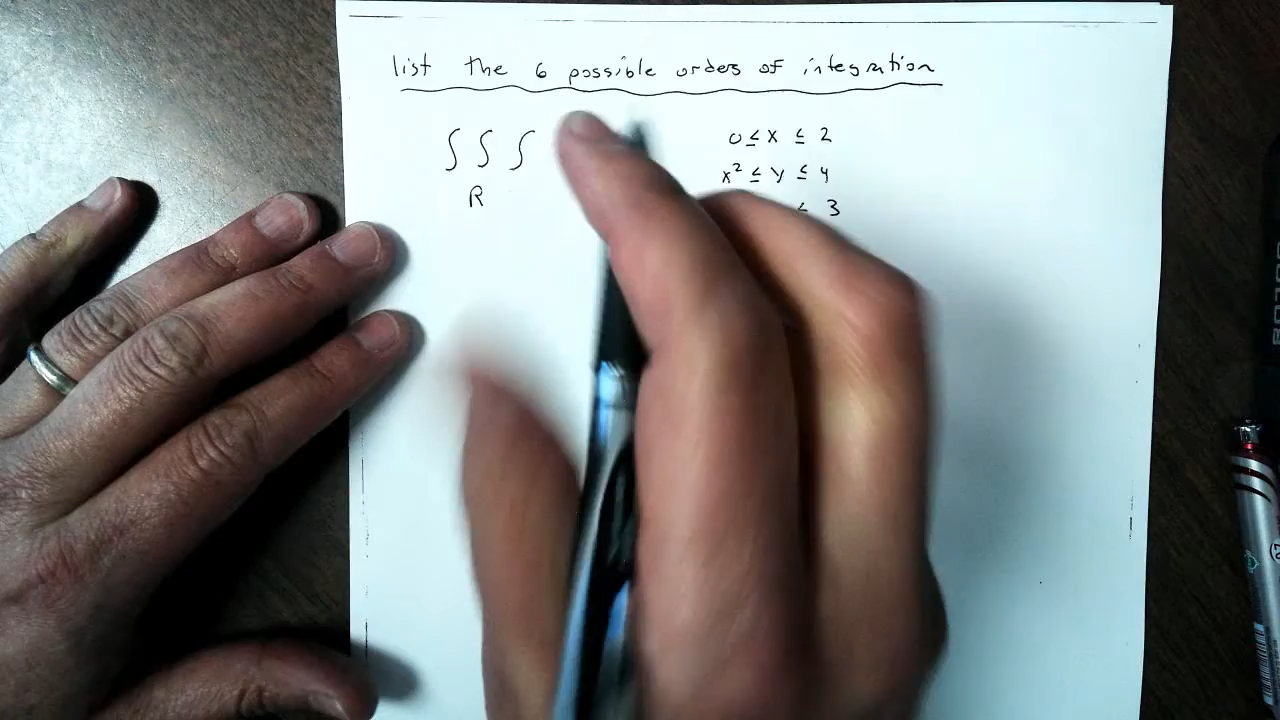 list the 6 possible orders of integration
∫ ∫ ∫ 0 ≤ x ≤ 2
x² ≤ y ≤ 4
R ≤ 3